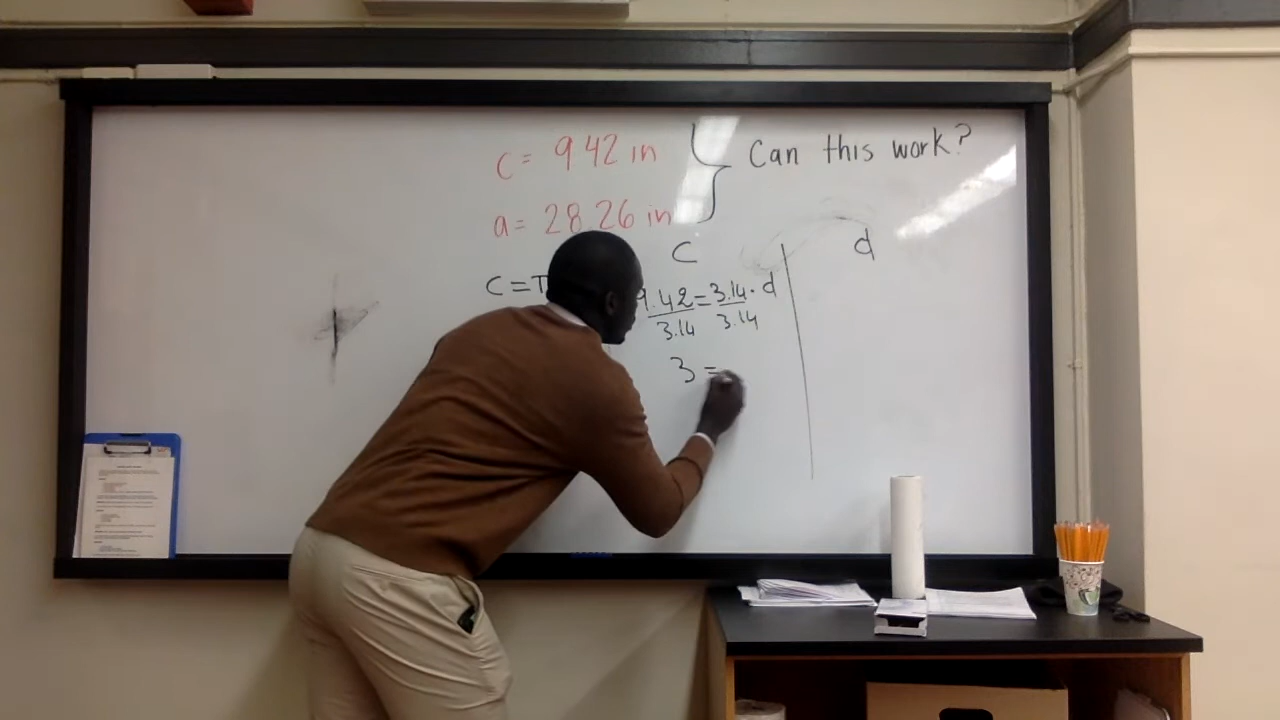 c = 9.42 in
Can this work?
a = 28.26 in
C
d
C = π
9.42 = 3.14 · d
3.14 3.14
3 =